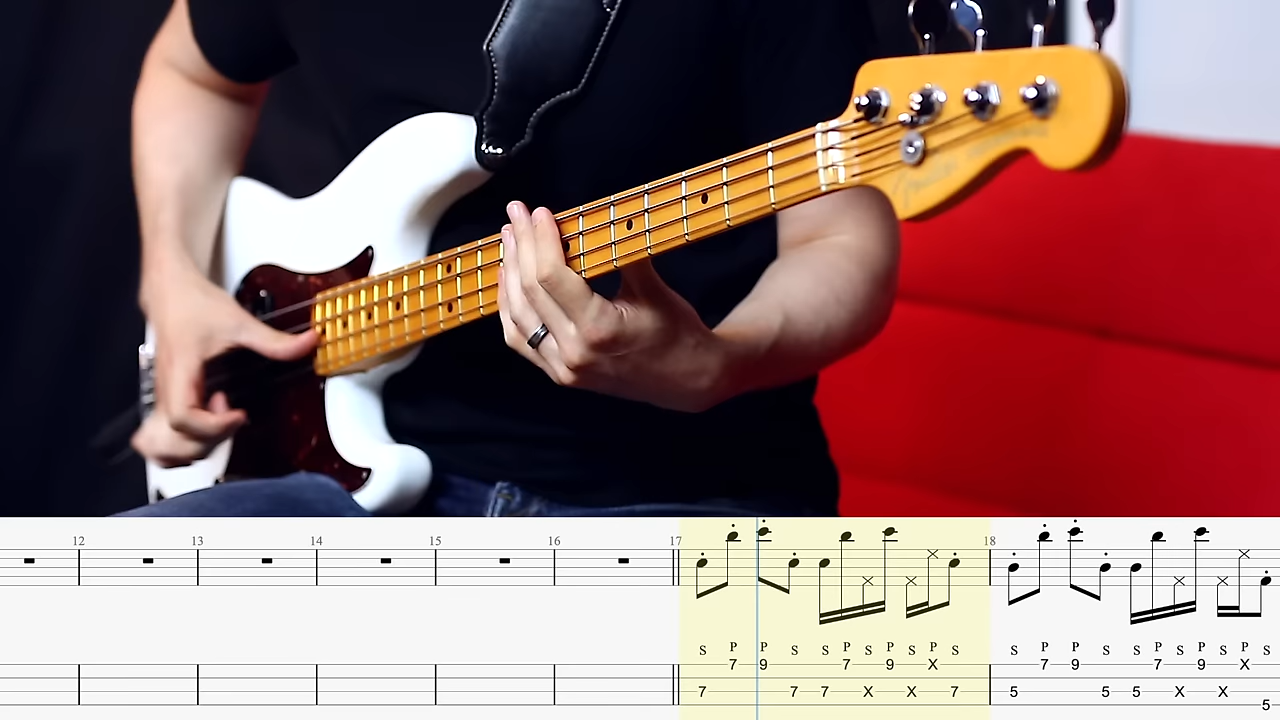 12 13 14 15 16 17 18
S P P S S P S P S P S S P P S S P S P S P S
7 9 7 9 X 7 9 7 9 X
7 7 7 X X 7 5 5 5 X X
5